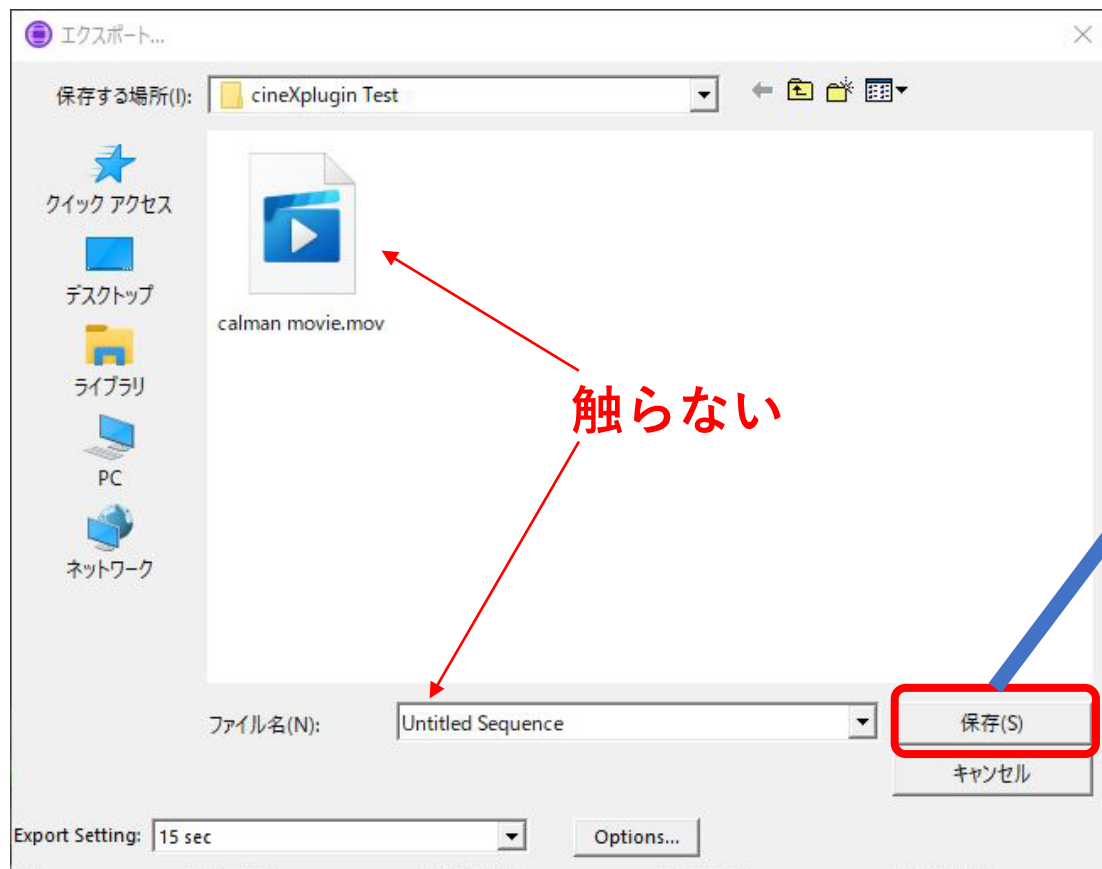 エクスポート...
保存する場所(I):
cineXplugin Test
クイック アクセス
デスクトップ
ライブラリ
PC
ネットワーク
calman movie.mov
触らない
ファイル名(N):
Untitled Sequence
保存(S)
キャンセル
Export Setting:
15 sec
Options...